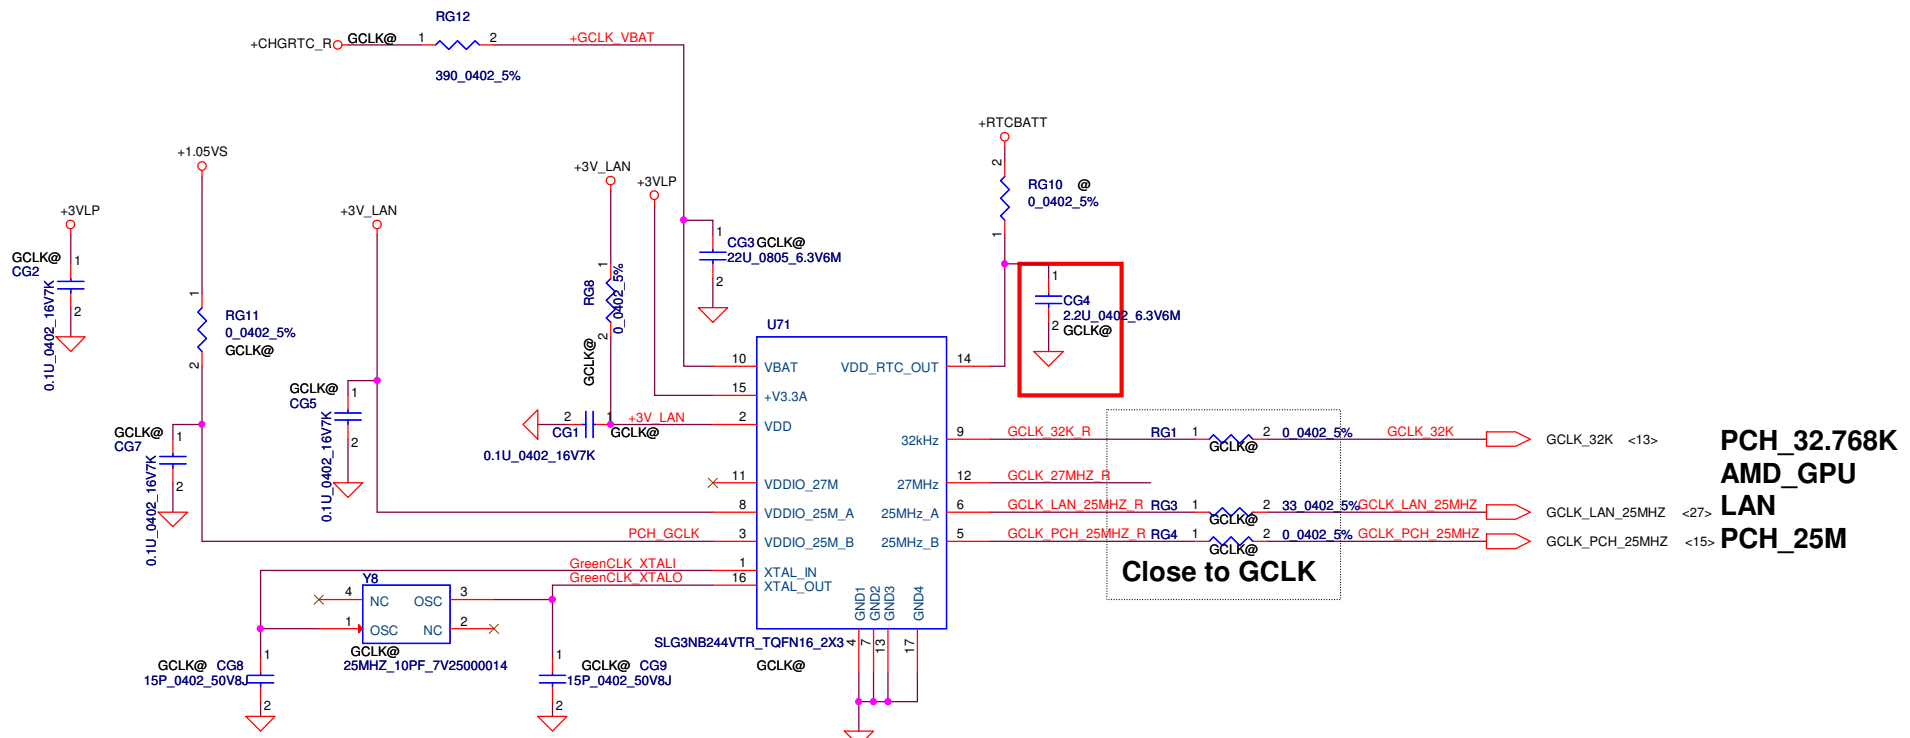 RG12
+CHGRTC_R
GCLK@
1
2
+GCLK_VBAT
390_0402_5%
+RTCBATT
+1.05VS
+3V_LAN
+3VLP
2
RG10 @
0_0402_5%
1
+3VLP
+3V_LAN
GCLK@
CG2
1
2
0.1U_0402_16V7K
1
RG11
0_0402_5%
GCLK@
2
1
RG8
0_0402_5%
2
GCLK@
1
CG3 GCLK@
22U_0805_6.3V6M
2
1
CG4
2.2U_0402_6.3V6M
2
GCLK@
U71
10
VBAT
VDD_RTC_OUT
14
15
+V3.3A
GCLK@
CG5
1
2
0.1U_0402_16V7K
2
CG1
1
GCLK@
+3V_LAN
0.1U_0402_16V7K
2
VDD
GCLK@
CG7
1
2
0.1U_0402_16V7K
32kHz
9
GCLK_32K_R
RG1
1
2
0_0402_5%
GCLK@
GCLK_32K
GCLK_32K <13>
PCH_32.768K
11
VDDIO_27M
27MHz
12
GCLK_27MHZ_R
AMD_GPU
8
VDDIO_25M_A
25MHz_A
6
GCLK_LAN_25MHZ_R
RG3
1
2
33_0402_5%
GCLK@
GCLK_LAN_25MHZ
GCLK_LAN_25MHZ <27>
LAN
PCH_GCLK
3
VDDIO_25M_B
25MHz_B
5
GCLK_PCH_25MHZ_R
RG4
1
2
0_0402_5%
GCLK@
GCLK_PCH_25MHZ
GCLK_PCH_25MHZ <15>
PCH_25M
Close to GCLK
GreenCLK_XTALI
1
XTAL_IN
GreenCLK_XTALO
16
XTAL_OUT
GND1
GND2
GND3
GND4
4
7
13
17
SLG3NB244VTR_TQFN16_2X3
GCLK@
Y8
4
NC
OSC
3
1
OSC
NC
2
GCLK@
25MHZ_10PF_7V25000014
GCLK@ CG8
15P_0402_50V8J
1
2
GCLK@ CG9
15P_0402_50V8J
1
2